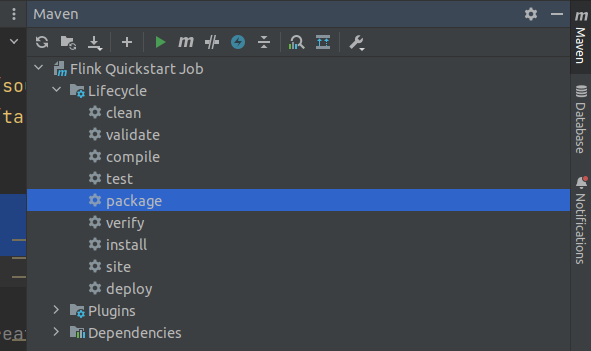 Maven
Flink Quickstart Job
Lifecycle
clean
validate
compile
test
package
verify
install
site
deploy
Plugins
Dependencies
Maven
Database
Notifications
/sou
/ta
reat